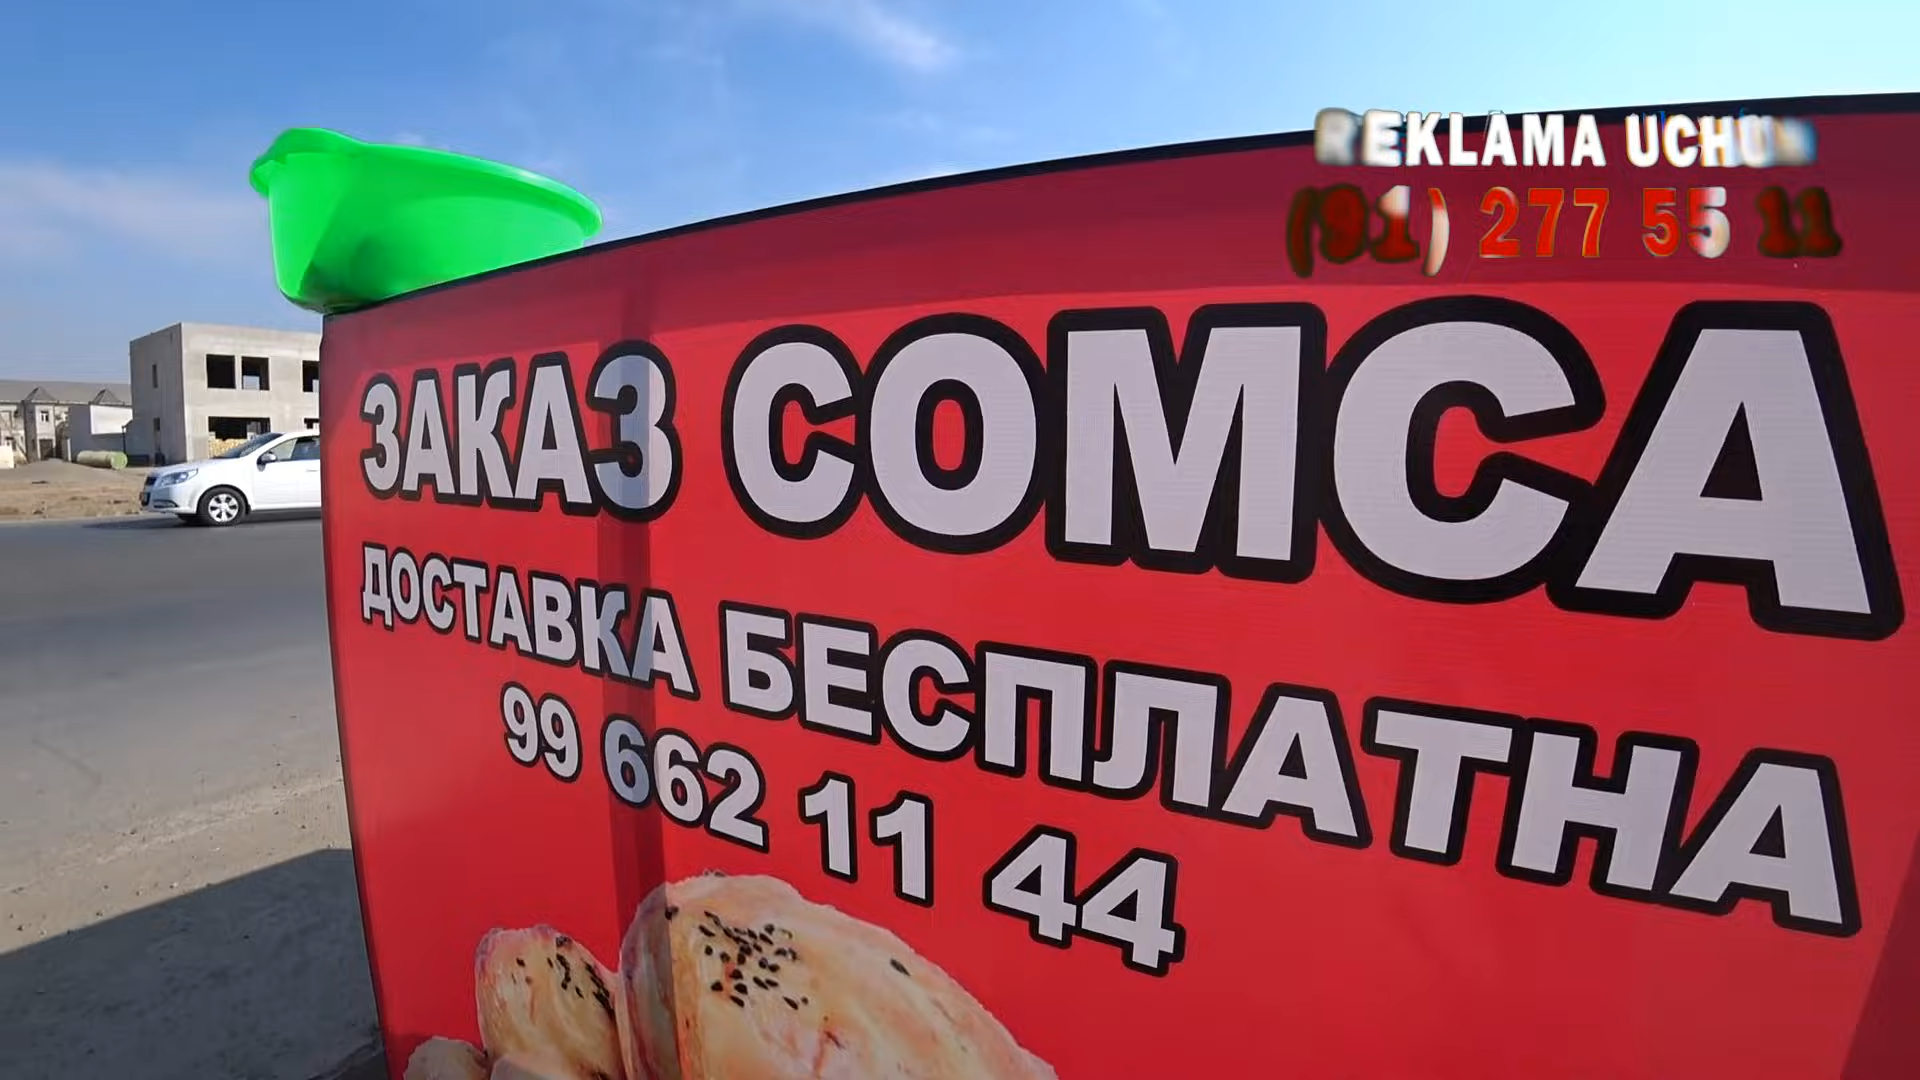 REKLAMA UCHUN
(91) 277 55 11
ЗАКАЗ СОМСА
ДОСТАВКА БЕСПЛАТНА
99 662 11 44